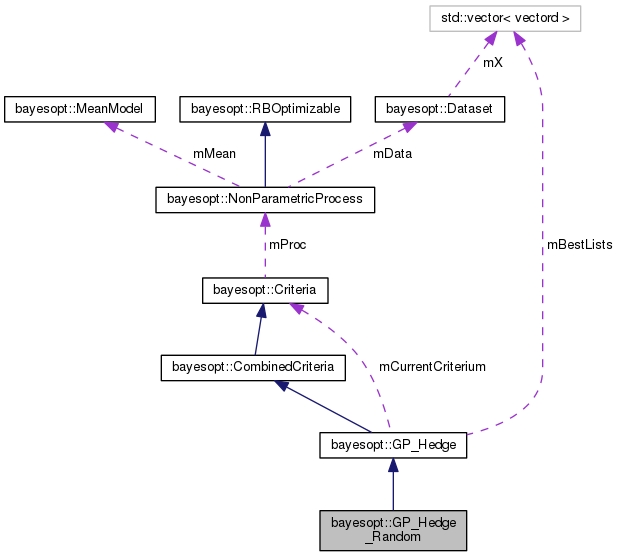 std::vector< vectord >
mX
bayesopt::MeanModel
bayesopt::RBOptimizable
bayesopt::Dataset
mMean
mData
bayesopt::NonParametricProcess
mProc
mBestLists
bayesopt::Criteria
bayesopt::CombinedCriteria
mCurrentCriterium
bayesopt::GP_Hedge
bayesopt::GP_Hedge
_Random